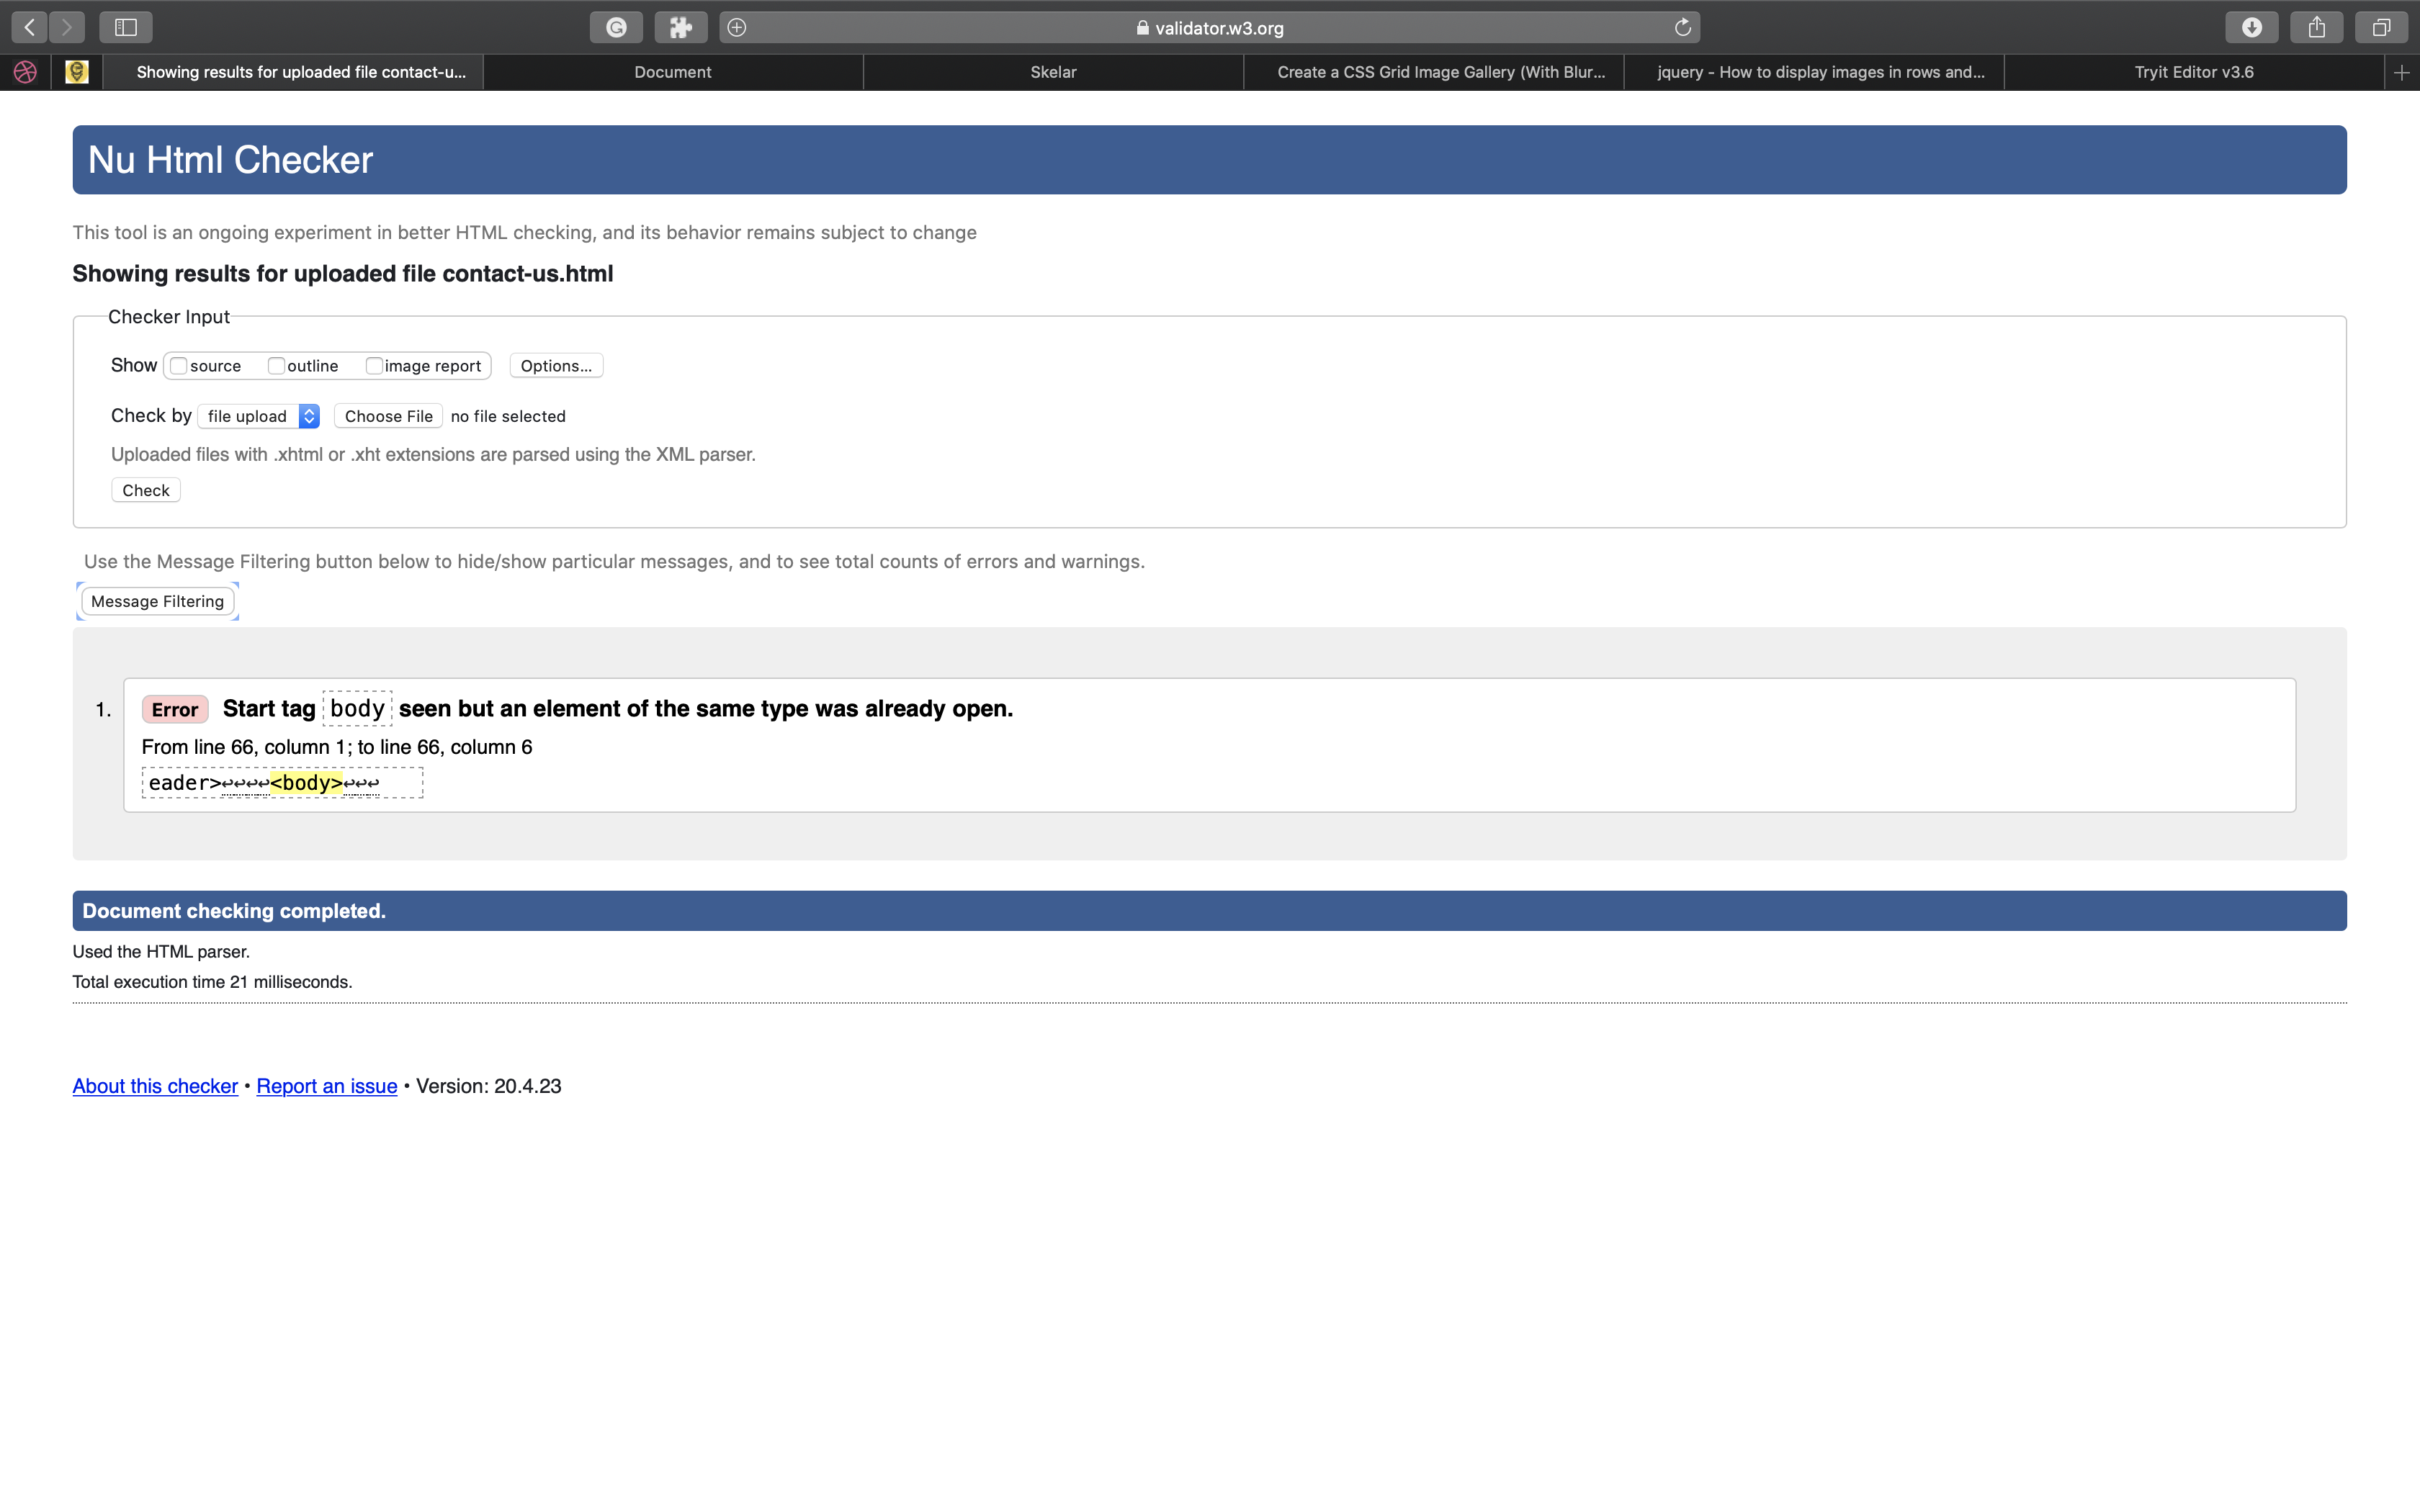 validator.w3.org
Showing results for uploaded file contact-u...
Document
Skelar
Create a CSS Grid Image Gallery (With Blur...
jquery - How to display images in rows and...
Tryit Editor v3.6
Nu Html Checker
This tool is an ongoing experiment in better HTML checking, and its behavior remains subject to change
Showing results for uploaded file contact-us.html
Checker Input
Show source outline image report Options...
Check by file upload Choose File no file selected
Uploaded files with .xhtml or .xht extensions are parsed using the XML parser.
Check
Use the Message Filtering button below to hide/show particular messages, and to see total counts of errors and warnings.
Message Filtering
1. Error Start tag body seen but an element of the same type was already open.
From line 66, column 1; to line 66, column 6
eader>↩↩↩↩<body>↩↩↩
Document checking completed.
Used the HTML parser.
Total execution time 21 milliseconds.
About this checker • Report an issue • Version: 20.4.23